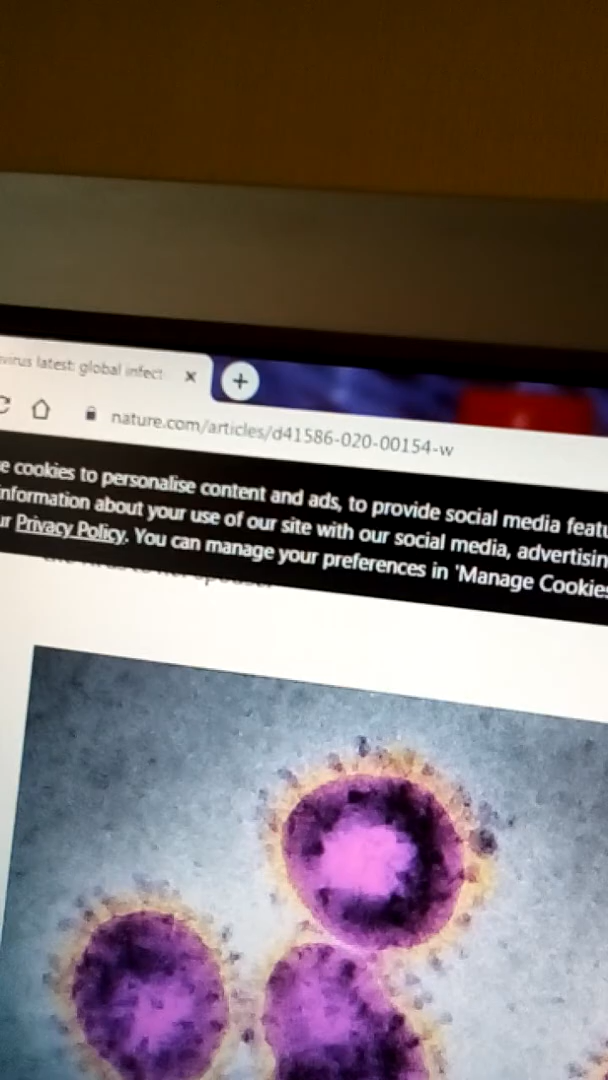 virus latest: global infect
nature.com/articles/d41586-020-00154-w
e cookies to personalise content and ads, to provide social media featu
information about your use of our site with our social media, advertisin
ur Privacy Policy. You can manage your preferences in 'Manage Cookies